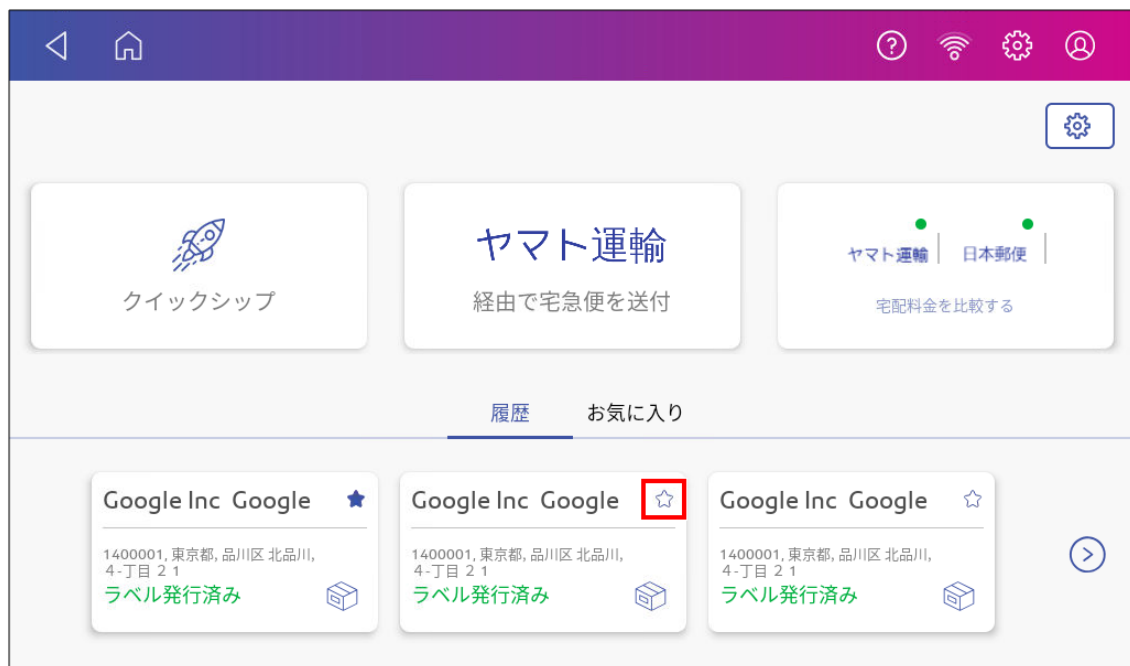 クイックシップ
ヤマト運輸
経由で宅急便を送付
ヤマト運輸 日本郵便
宅配料金を比較する
履歴 お気に入り
Google Inc Google
1400001, 東京都, 品川区 北品川,
4-丁目 2 1
ラベル発行済み
Google Inc Google
1400001, 東京都, 品川区 北品川,
4-丁目 2 1
ラベル発行済み
Google Inc Google
1400001, 東京都, 品川区 北品川,
4-丁目 2 1
ラベル発行済み